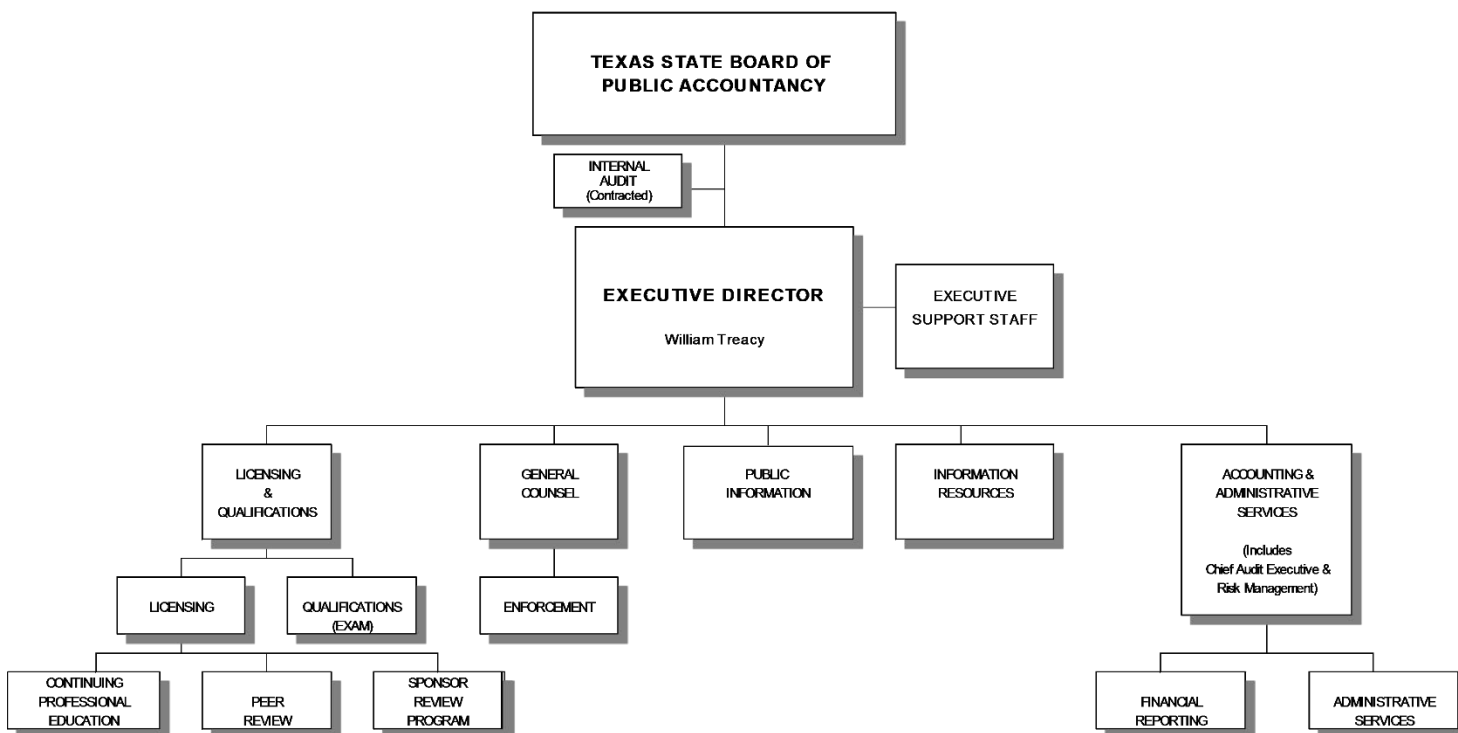 TEXAS STATE BOARD OF
PUBLIC ACCOUNTANCY
INTERNAL
AUDIT
(Contracted)
EXECUTIVE DIRECTOR
William Treacy
EXECUTIVE
SUPPORT STAFF
LICENSING
&
QUALIFICATIONS
GENERAL
COUNSEL
PUBLIC
INFORMATION
INFORMATION
RESOURCES
ACCOUNTING &
ADMINISTRATIVE
SERVICES
(Includes
Chief Audit Executive &
Risk Management)
LICENSING
QUALIFICATIONS
(EXAM)
ENFORCEMENT
CONTINUING
PROFESSIONAL
EDUCATION
PEER
REVIEW
SPONSOR
REVIEW
PROGRAM
FINANCIAL
REPORTING
ADMINISTRATIVE
SERVICES